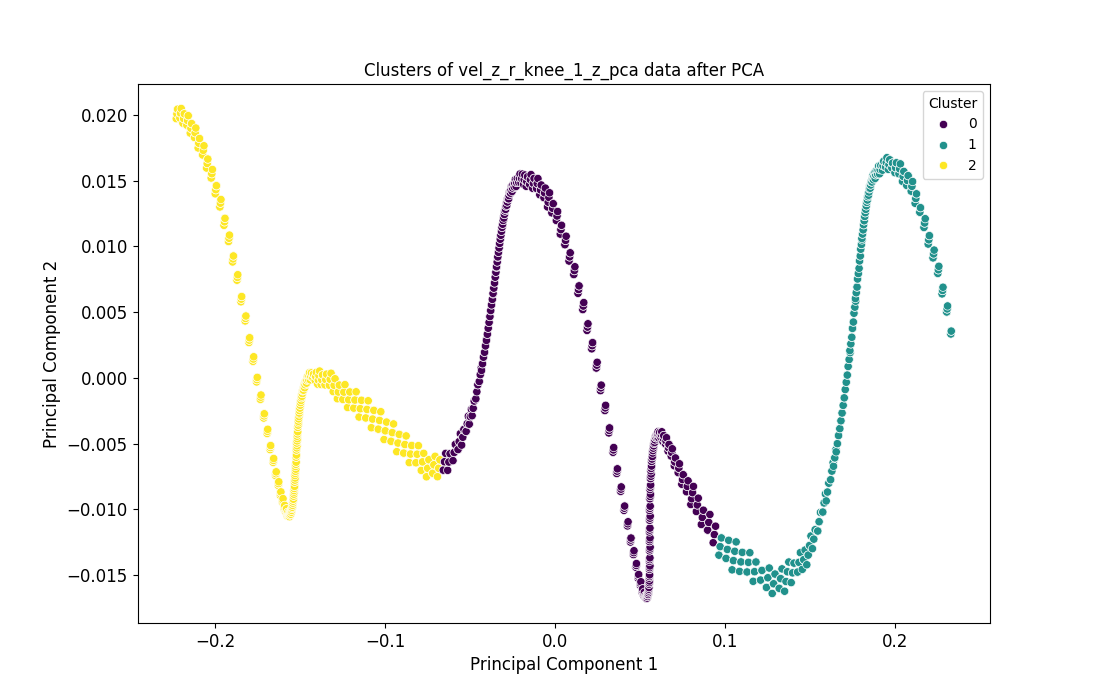 Clusters of vel_z_r_knee_1_z_pca data after PCA
Cluster
0
1
2
Principal Component 2
0.020
0.015
0.010
0.005
0.000
−0.005
−0.010
−0.015
−0.2 −0.1 0.0 0.1 0.2
Principal Component 1